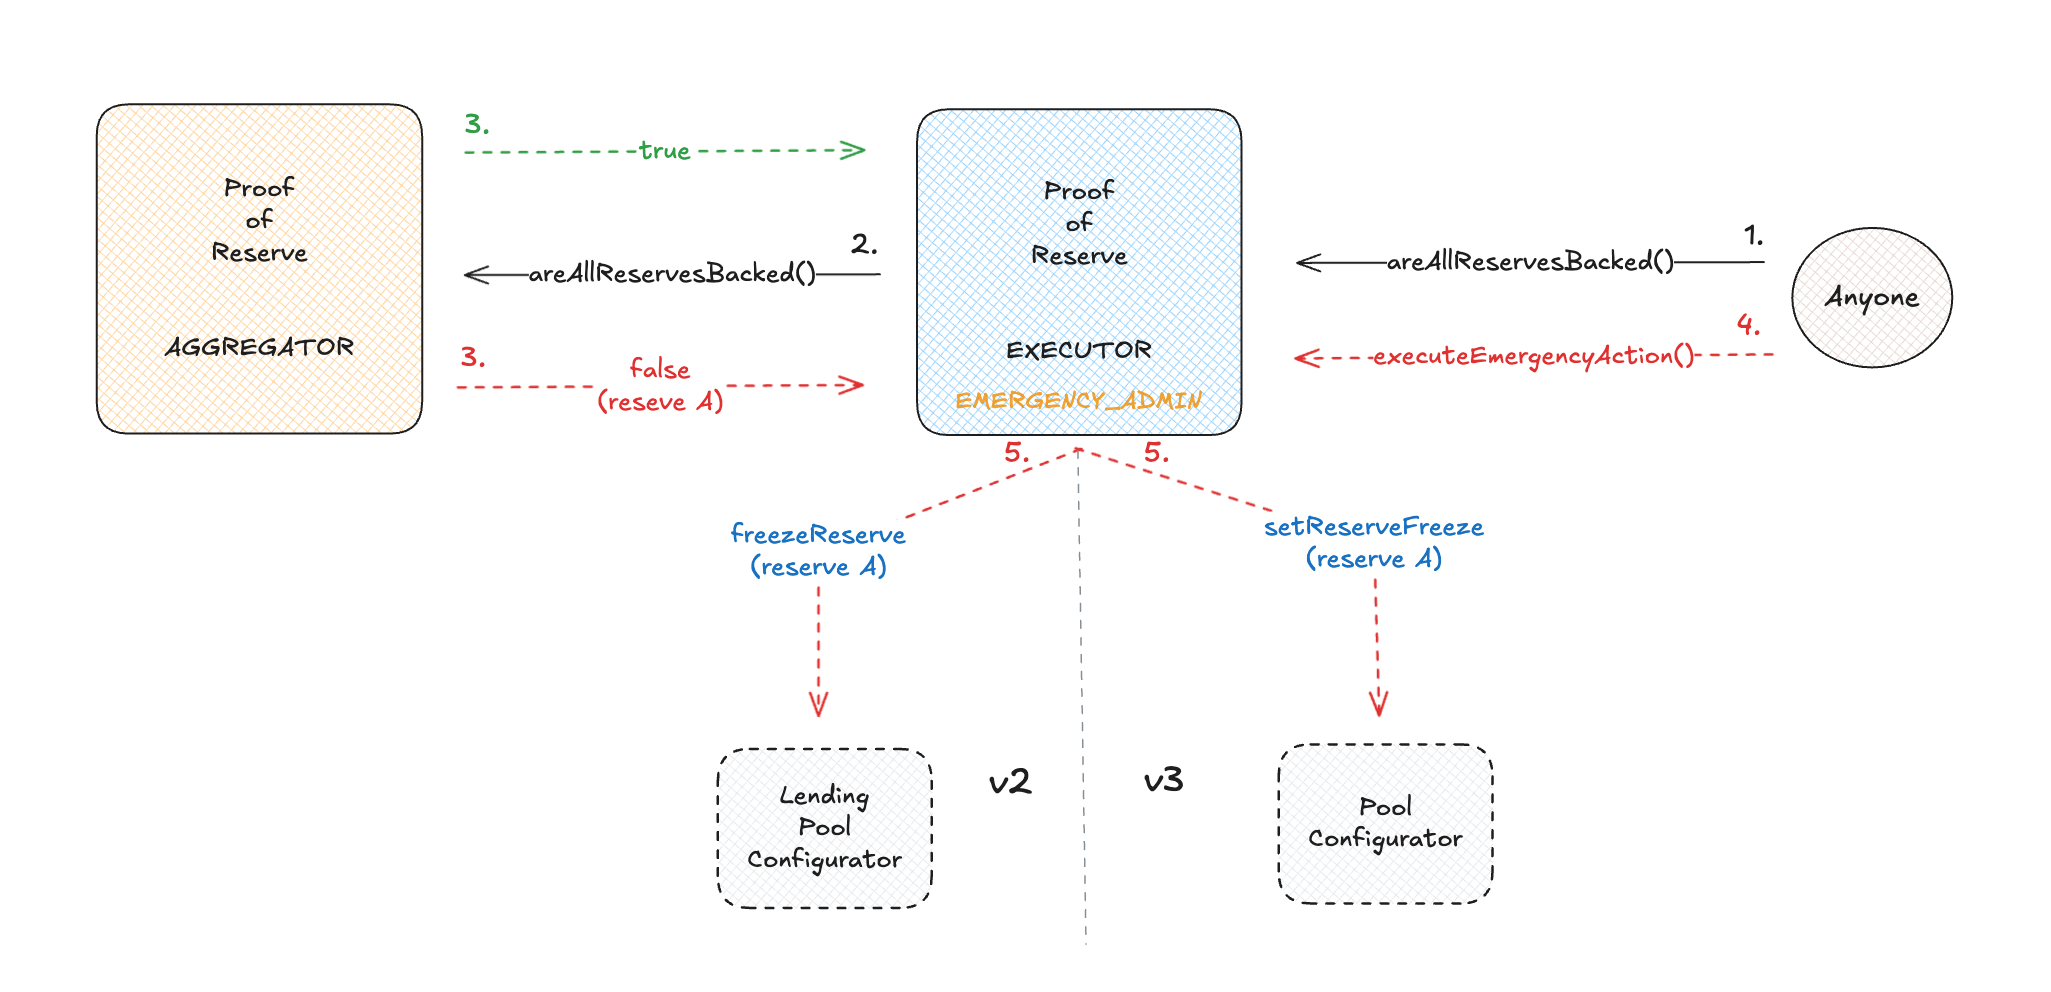 3.
true
Proof
of
Reserve
AGGREGATOR
2.
areAllReservesBacked()
3.
false
(reseve A)
Proof
of
Reserve
EXECUTOR
EMERGENCY_ADMIN
1.
areAllReservesBacked()
Anyone
4.
executeEmergencyAction()
5.
5.
freezeReserve
(reserve A)
setReserveFreeze
(reserve A)
Lending
Pool
Configurator
v2
v3
Pool
Configurator